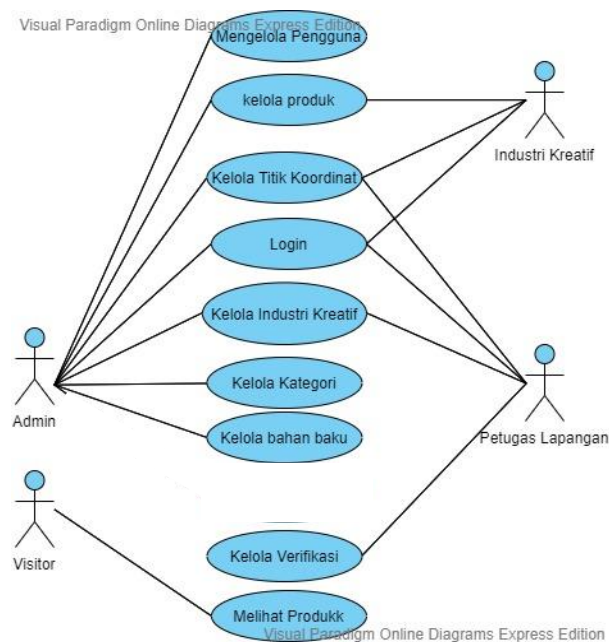 Visual Paradigm Online Diagrams Express Edition
Mengelola Pengguna
kelola produk
Industri Kreatif
Kelola Titik Koordinat
Login
Kelola Industri Kreatif
Kelola Kategori
Admin
Petugas Lapangan
Kelola bahan baku
Visitor
Kelola Verifikasi
Melihat Produkk
Visual Paradigm Online Diagrams Express Edition